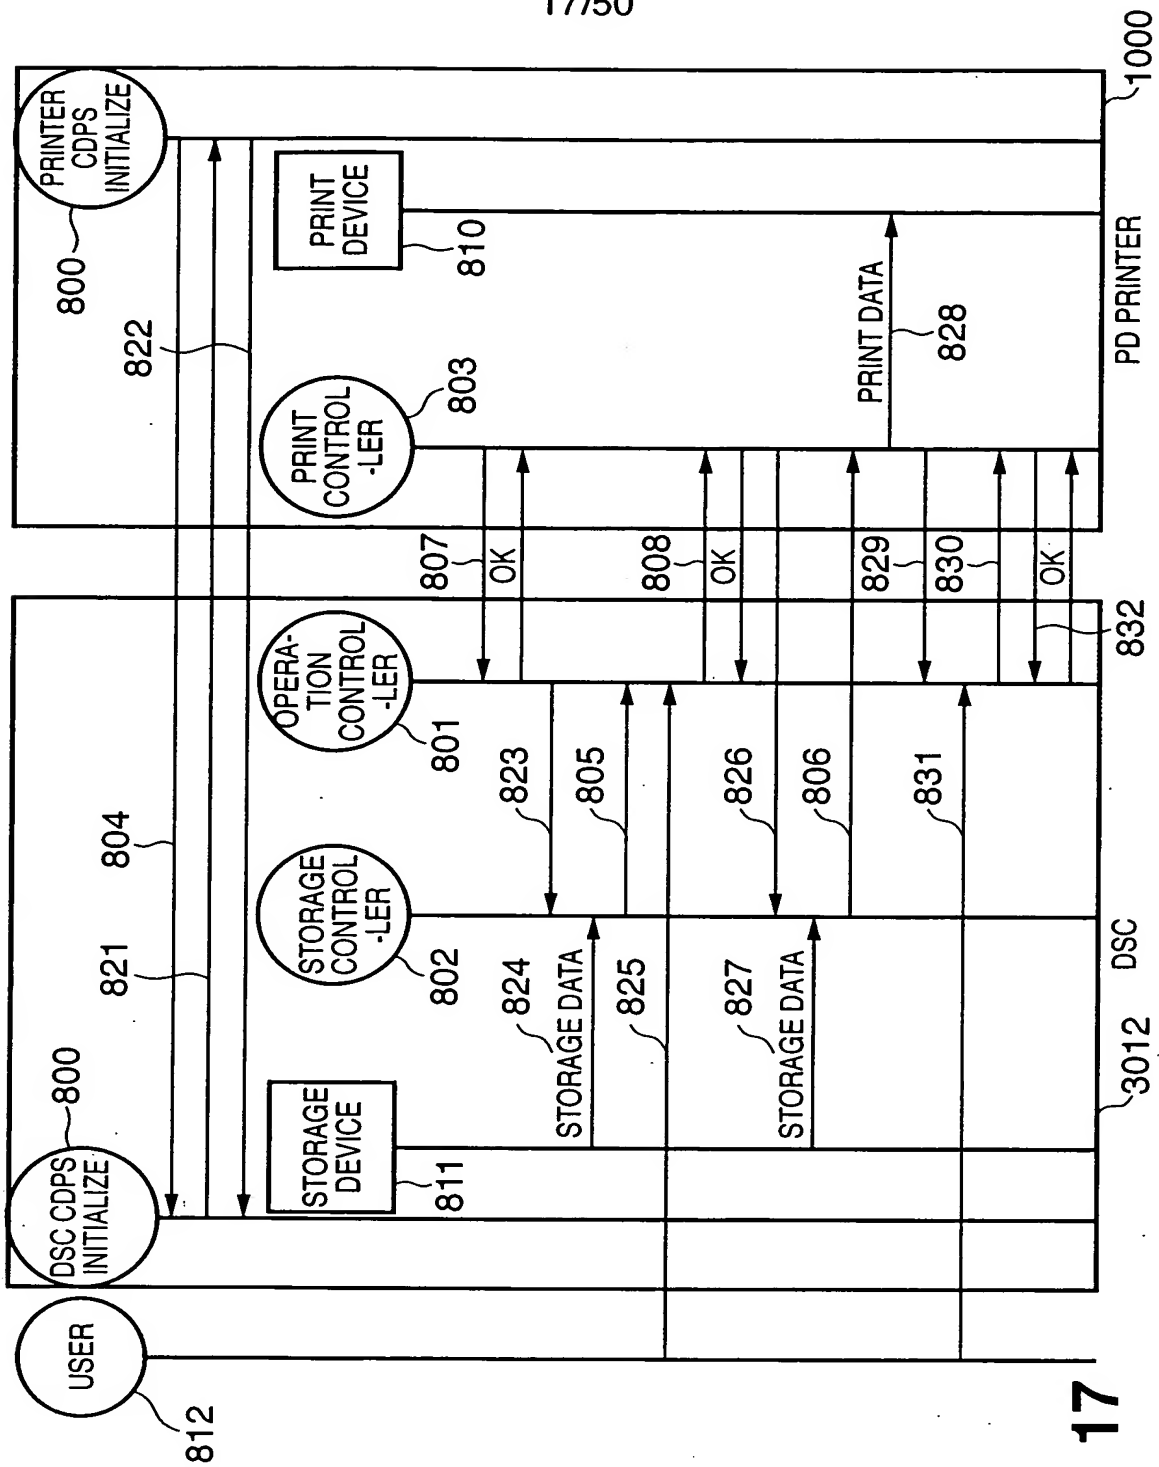 17/50
USER
812
DSC CDPS
INITIALIZE
800
PRINTER
CDPS
INITIALIZE
800
804
821
822
STORAGE
DEVICE
811
STORAGE
CONTROL
-LER
802
OPERA-
TION
CONTROL
-LER
801
PRINT
CONTROL
-LER
803
PRINT
DEVICE
810
807
OK
823
824
STORAGE DATA
805
825
808
OK
826
827
STORAGE DATA
806
PRINT DATA
828
829
831
830
832
OK
3012
DSC
PD PRINTER
1000
17